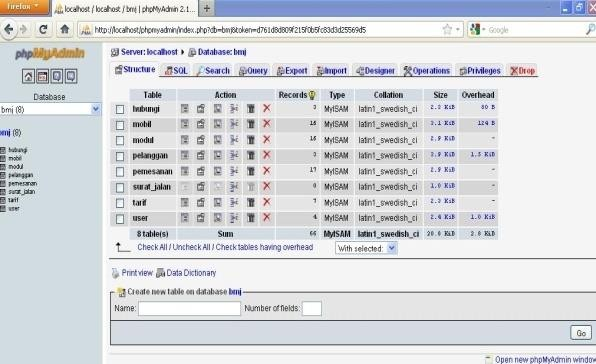 Firefox
localhost / localhost / bmj | phpMyAdmin 2.1...
http://localhost/phpmyadmin/index.php?db=bmj&token=d761d8d809f215f0b5fc83d3d25569d5
Google
phpMyAdmin
Server: localhost Database: bmj
Structure SQL Search Query Export Import Designer Operations Privileges Drop
Database
bmj (8)
bmj (8)
hubungi
mobil
modul
pelanggan
pemesanan
surat_jalan
tarif
user
Table Action Records Type Collation Size Overhead
hubungi 3 MyISAM latin1_swedish_ci 2.3 KiB 80 B
mobil 16 MyISAM latin1_swedish_ci 3.1 KiB 124 B
modul 16 MyISAM latin1_swedish_ci 2.9 KiB -
pelanggan 3 MyISAM latin1_swedish_ci 3.9 KiB 1.5 KiB
pemesanan 17 MyISAM latin1_swedish_ci 2.9 KiB -
surat_jalan 0 MyISAM latin1_swedish_ci 1.0 KiB -
tarif 7 MyISAM latin1_swedish_ci 2.3 KiB -
user 4 MyISAM latin1_swedish_ci 2.4 KiB 1.0 KiB
8 table(s) Sum 66 MyISAM latin1_swedish_ci 20.8 KiB 2.8 KiB
Check All / Uncheck All / Check tables having overhead With selected:
Print view Data Dictionary
Create new table on database bmj
Name: Number of fields:
Go
Open new phpMyAdmin window